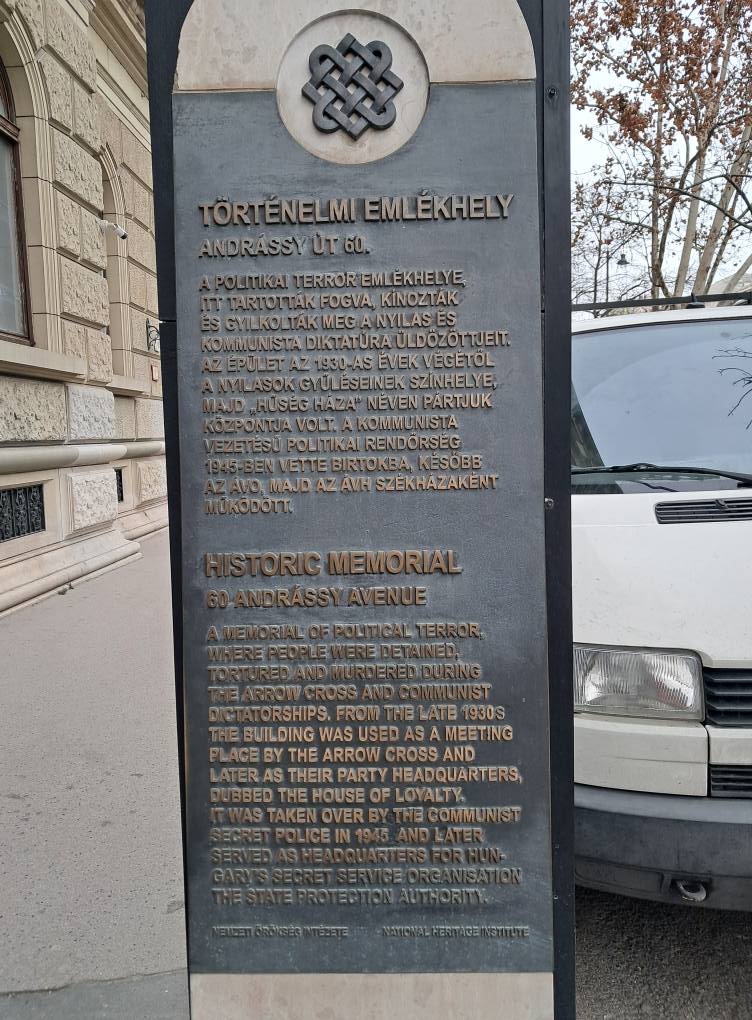 TÖRTÉNELMI EMLÉKHELY
ANDRÁSSY ÚT 60.
A POLITIKAI TERROR EMLÉKHELYE,
ITT TARTOTTÁK FOGVA, KÍNOZTÁK
ÉS GYILKOLTÁK MEG A NYILAS ÉS
KOMMUNISTA DIKTATÚRA ÜLDÖZÖTTJEIT.
AZ ÉPÜLET AZ 1930-AS ÉVEK VÉGÉTŐL
A NYILASOK GYŰLÉSEINEK SZÍNHELYE,
MAJD „HŰSÉG HÁZA” NÉVEN PÁRTJUK
KÖZPONTJA VOLT. A KOMMUNISTA
VEZETÉSŰ POLITIKAI RENDŐRSÉG
1945-BEN VETTE BIRTOKBA, KÉSŐBB
AZ ÁVO, MAJD AZ ÁVH SZÉKHÁZAKÉNT
MŰKÖDÖTT.
HISTORIC MEMORIAL
60 ANDRÁSSY AVENUE
A MEMORIAL OF POLITICAL TERROR,
WHERE PEOPLE WERE DETAINED,
TORTURED AND MURDERED DURING
THE ARROW CROSS AND COMMUNIST
DICTATORSHIPS. FROM THE LATE 1930S
THE BUILDING WAS USED AS A MEETING
PLACE BY THE ARROW CROSS AND
LATER AS THEIR PARTY HEADQUARTERS,
DUBBED THE HOUSE OF LOYALTY.
IT WAS TAKEN OVER BY THE COMMUNIST
SECRET POLICE IN 1945 AND LATER
SERVED AS HEADQUARTERS FOR HUN-
GARY'S SECRET SERVICE ORGANISATION
THE STATE PROTECTION AUTHORITY.
NEMZETI ÖRÖKSÉG INTÉZETE NATIONAL HERITAGE INSTITUTE